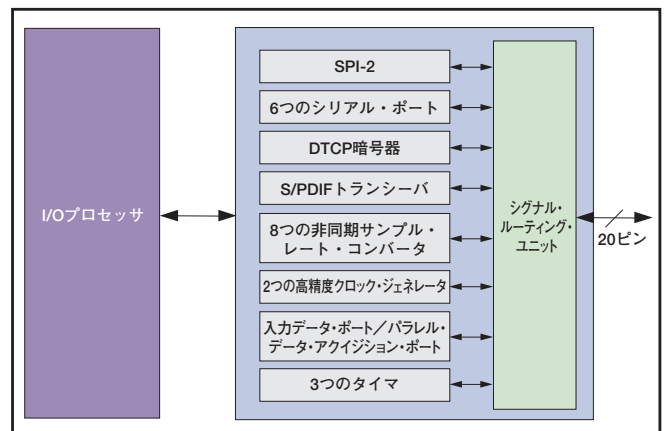 I/Oプロセッサ
SPI-2
6つのシリアル・ポート
DTCP暗号器
S/PDIFトランシーバ
8つの非同期サンプル・
レート・コンバータ
2つの高精度クロック・ジェネレータ
入力データ・ポート／パラレル・
データ・アクイジション・ポート
3つのタイマ
シグナル・
ルーティング・
ユニット
20ピン